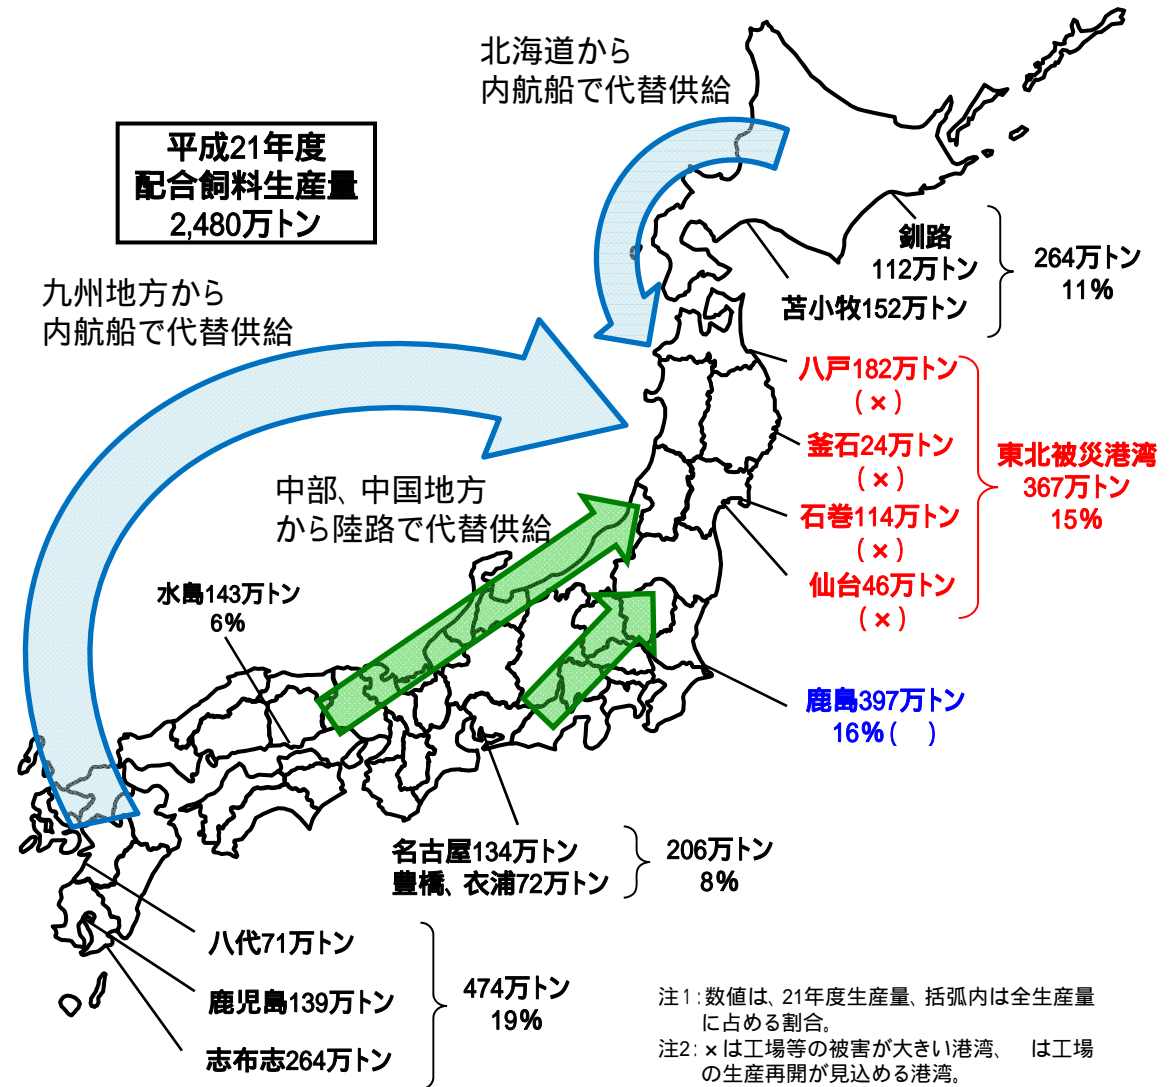 北海道から
内航船で代替供給
平成21年度
配合飼料生産量
2,480万トン
九州地方から
内航船で代替供給
釧路
112万トン
苫小牧152万トン
264万トン
11%
八戸182万トン
(×)
釜石24万トン
(×)
石巻114万トン
(×)
仙台46万トン
(×)
東北被災港湾
367万トン
15%
中部、中国地方
から陸路で代替供給
水島143万トン
6%
鹿島397万トン
16%(　)
名古屋134万トン
豊橋、衣浦72万トン
206万トン
8%
八代71万トン
鹿児島139万トン
志布志264万トン
474万トン
19%
注1:数値は、21年度生産量、括弧内は全生産量
に占める割合。
注2:×は工場等の被害が大きい港湾、　は工場
の生産再開が見込める港湾。